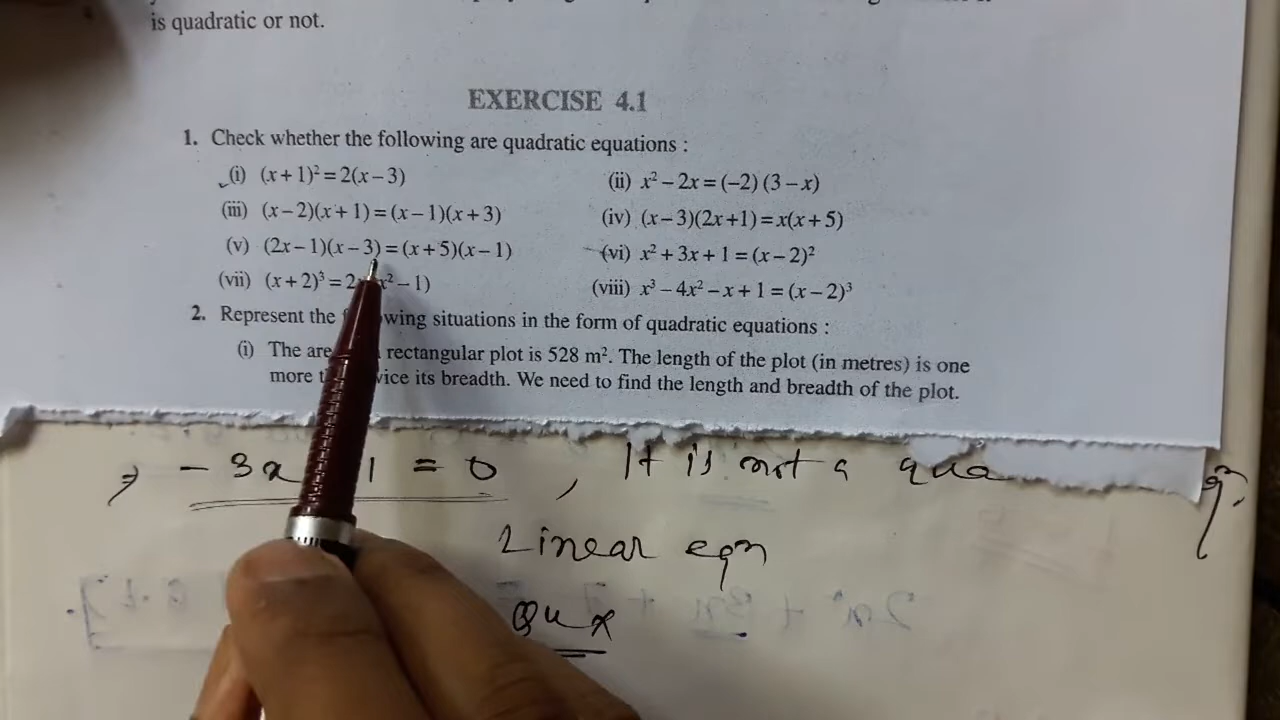 is quadratic or not.
EXERCISE 4.1
1. Check whether the following are quadratic equations :
(i) (x + 1)² = 2(x – 3)
(ii) x² – 2x = (–2) (3 – x)
(iii) (x – 2)(x + 1) = (x – 1)(x + 3)
(iv) (x – 3)(2x +1) = x(x + 5)
(v) (2x – 1)(x – 3) = (x + 5)(x – 1)
(vi) x² + 3x + 1 = (x – 2)²
(vii) (x + 2)³ = 2 x² – 1)
(viii) x³ – 4x² – x + 1 = (x – 2)³
2. Represent the wing situations in the form of quadratic equations :
(i) The are rectangular plot is 528 m². The length of the plot (in metres) is one
more ice its breadth. We need to find the length and breadth of the plot.
⇒ – 3x 1 = 0 , It is not a qua
Linear eqn